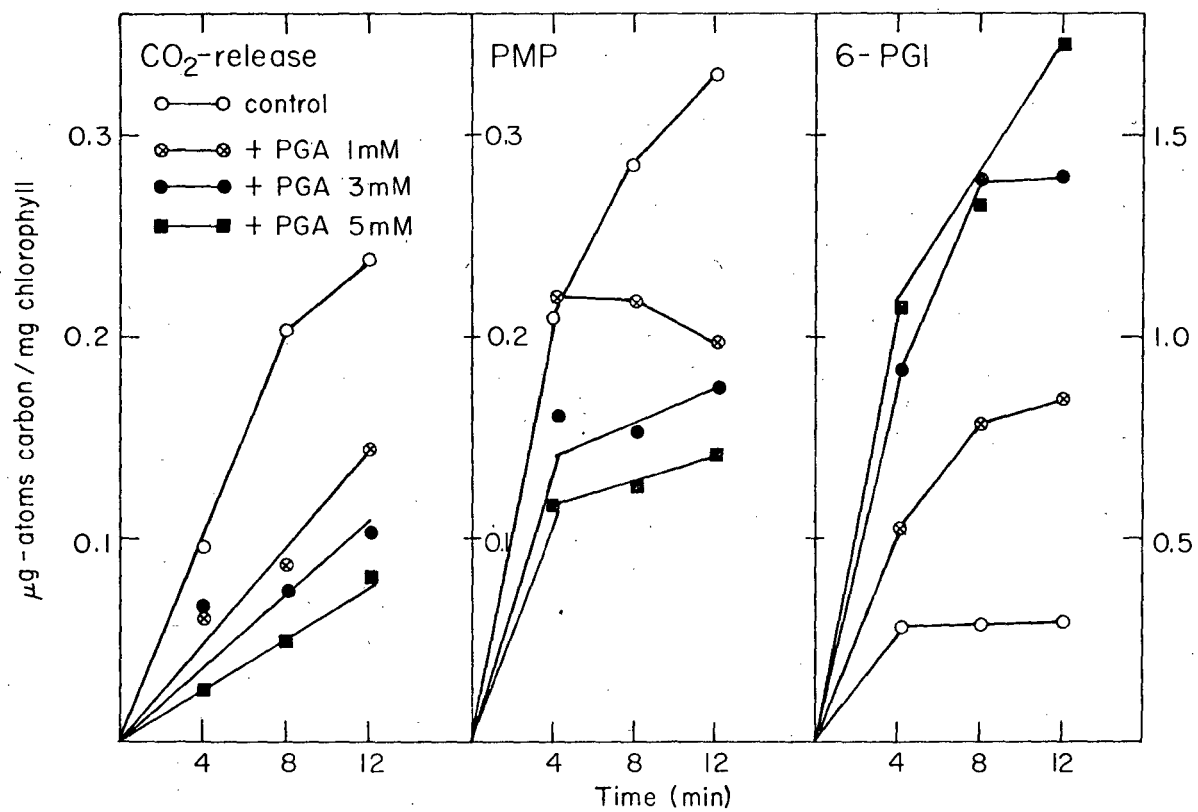 CO2-release
control
+ PGA 1mM
+ PGA 3mM
+ PGA 5mM
PMP
6-PGI
μg-atoms carbon/mg chlorophyll
0.3
0.2
0.1
0.3
0.2
0.1
1.5
1.0
0.5
4 8 12 4 8 12 4 8 12
Time (min)